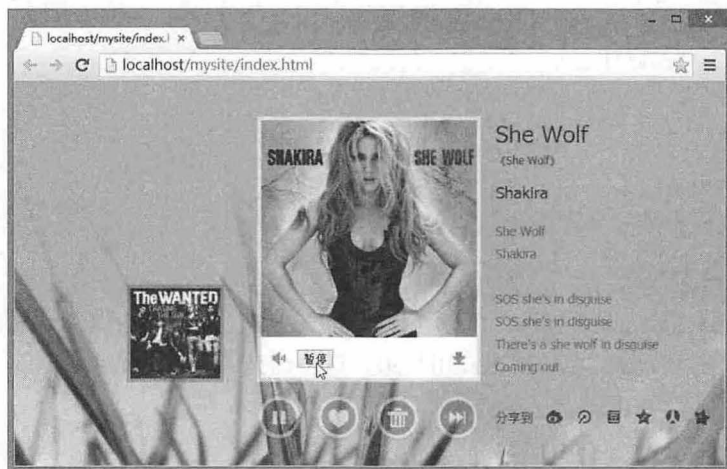 localhost/mysite/index.l
localhost/mysite/index.html
SHAKIRA
SHE WOLF
She Wolf
《She Wolf》
Shakira
She Wolf
Shakira
SOS she's in disguise
SOS she's in disguise
There's a she wolf in disguise
Coming out
The WANTED
暂停
分享到